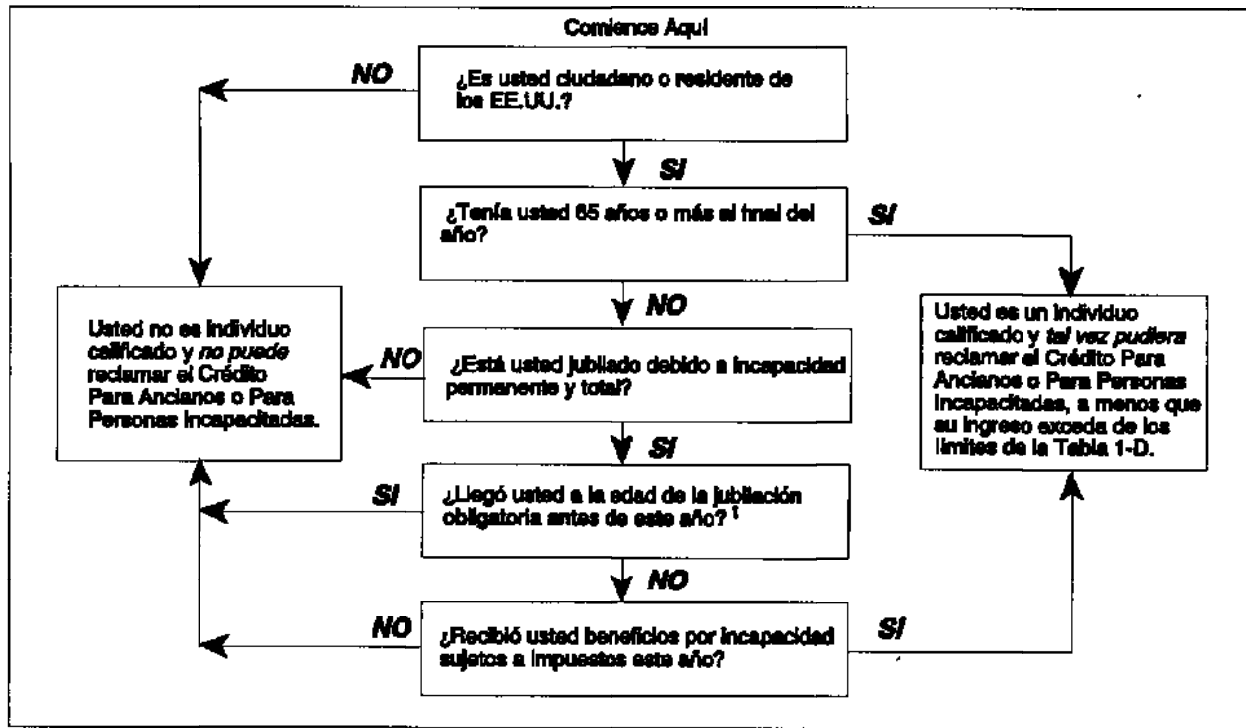 Comience Aquí
¿Es usted ciudadano o residente de
los EE.UU.?
NO
SI
¿Tenía usted 65 años o más al final del
año?
SI
NO
Usted no es individuo
calificado y no puede
reclamar el Crédito
Para Ancianos o Para
Personas Incapacitadas.
NO
¿Está usted jubilado debido a incapacidad
permanente y total?
Usted es un individuo
calificado y tal vez pudiera
reclamar el Crédito Para
Ancianos o Para Personas
Incapacitadas, a menos que
su ingreso exceda de los
límites de la Tabla 1-D.
SI
SI
¿Llegó usted a la edad de la jubilación
obligatoria antes de este año? 1
NO
NO
¿Recibió usted beneficios por incapacidad
sujetos a impuestos este año?
SI